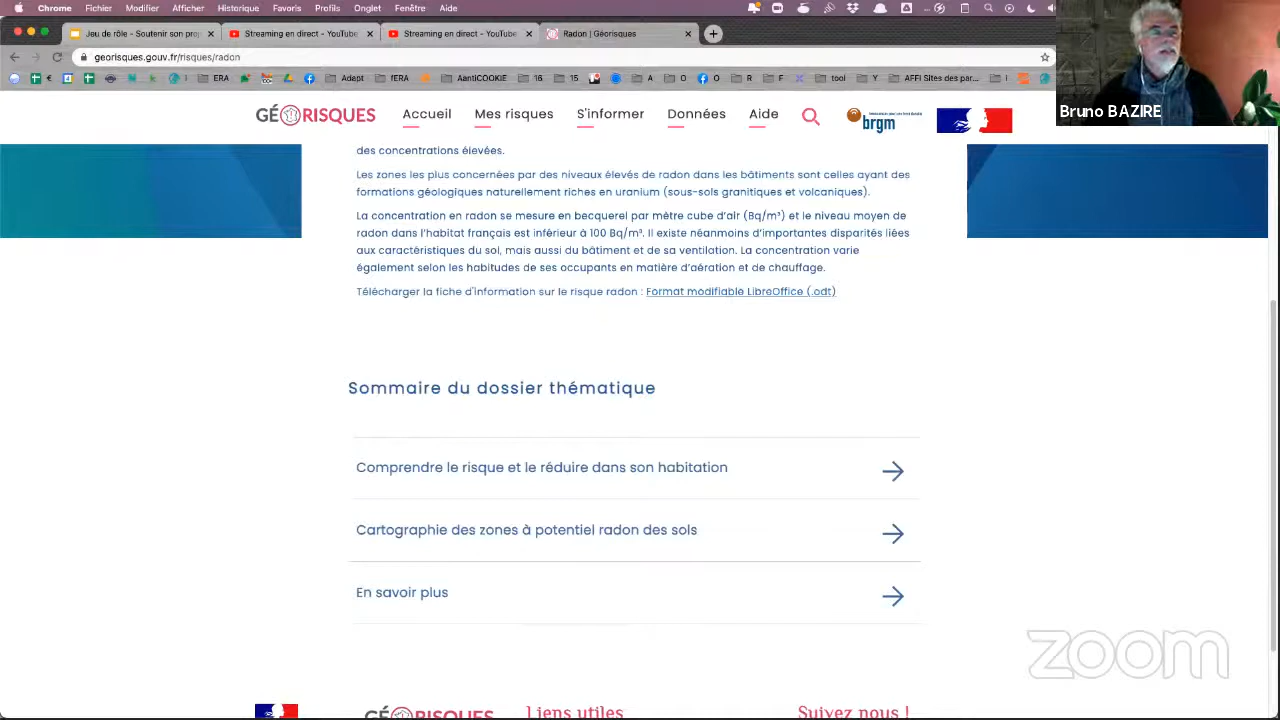 Chrome Fichier Modifier Afficher Historique Favoris Profils Onglet Fenêtre Aide
Jeu de rôle - Soutenir son prop
Streaming en direct - YouTube
Streaming en direct - YouTube
Radon | Géorisques
georisques.gouv.fr/risques/radon
ERA Adept fERA AantiCOOKiE 16 15 O R F tool Y AFFI Sites des par...
Bruno BAZIRE
GÉORISQUES Accueil Mes risques S'informer Données Aide
brgm
des concentrations élevées.
Les zones les plus concernées par des niveaux élevés de radon dans les bâtiments sont celles ayant des
formations géologiques naturellement riches en uranium (sous-sols granitiques et volcaniques).
La concentration en radon se mesure en becquerel par mètre cube d'air (Bq/m³) et le niveau moyen de
radon dans l'habitat français est inférieur à 100 Bq/m³. Il existe néanmoins d'importantes disparités liées
aux caractéristiques du sol, mais aussi du bâtiment et de sa ventilation. La concentration varie
également selon les habitudes de ses occupants en matière d'aération et de chauffage.
Télécharger la fiche d'information sur le risque radon : Format modifiable LibreOffice (.odt)
Sommaire du dossier thématique
Comprendre le risque et le réduire dans son habitation
Cartographie des zones à potentiel radon des sols
En savoir plus
zoom
GÉORISQUES Liens utiles Suivez nous !